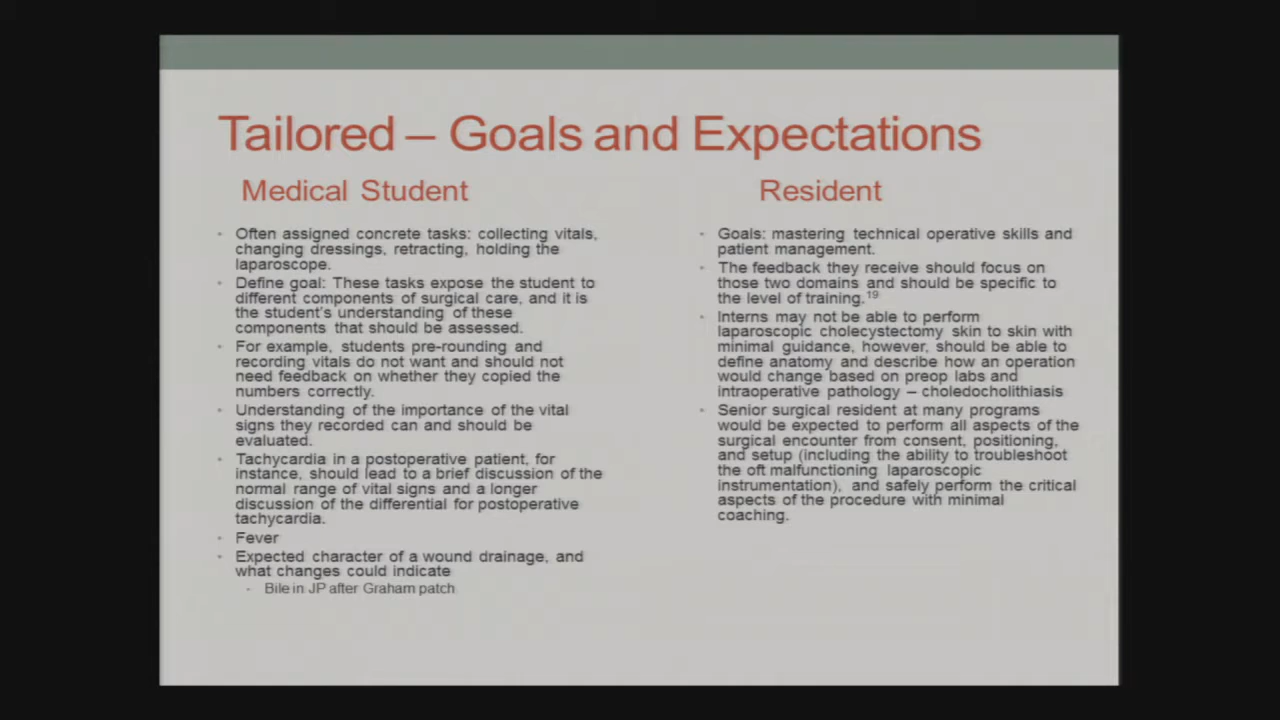 Tailored – Goals and Expectations
Medical Student
• Often assigned concrete tasks: collecting vitals,
changing dressings, retracting, holding the
laparoscope.
• Define goal: These tasks expose the student to
different components of surgical care, and it is
the student's understanding of these
components that should be assessed.
• For example, students pre-rounding and
recording vitals do not want and should not
need feedback on whether they copied the
numbers correctly.
• Understanding of the importance of the vital
signs they recorded can and should be
evaluated.
• Tachycardia in a postoperative patient, for
instance, should lead to a brief discussion of the
normal range of vital signs and a longer
discussion of the differential for postoperative
tachycardia.
• Fever
• Expected character of a wound drainage, and
what changes could indicate
• Bile in JP after Graham patch
Resident
• Goals: mastering technical operative skills and
patient management.
• The feedback they receive should focus on
those two domains and should be specific to
the level of training.19
• Interns may not be able to perform
laparoscopic cholecystectomy skin to skin with
minimal guidance, however, should be able to
define anatomy and describe how an operation
would change based on preop labs and
intraoperative pathology – choledocholithiasis
• Senior surgical resident at many programs
would be expected to perform all aspects of the
surgical encounter from consent, positioning,
and setup (including the ability to troubleshoot
the oft malfunctioning laparoscopic
instrumentation), and safely perform the critical
aspects of the procedure with minimal
coaching.